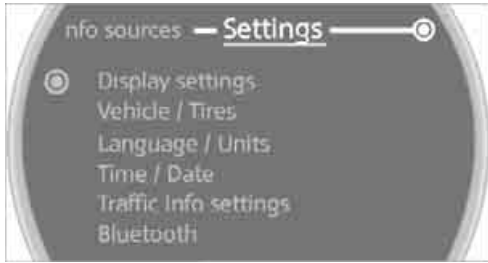 nfo sources Settings
Display settings
Vehicle / Tires
Language / Units
Time / Date
Traffic Info settings
Bluetooth